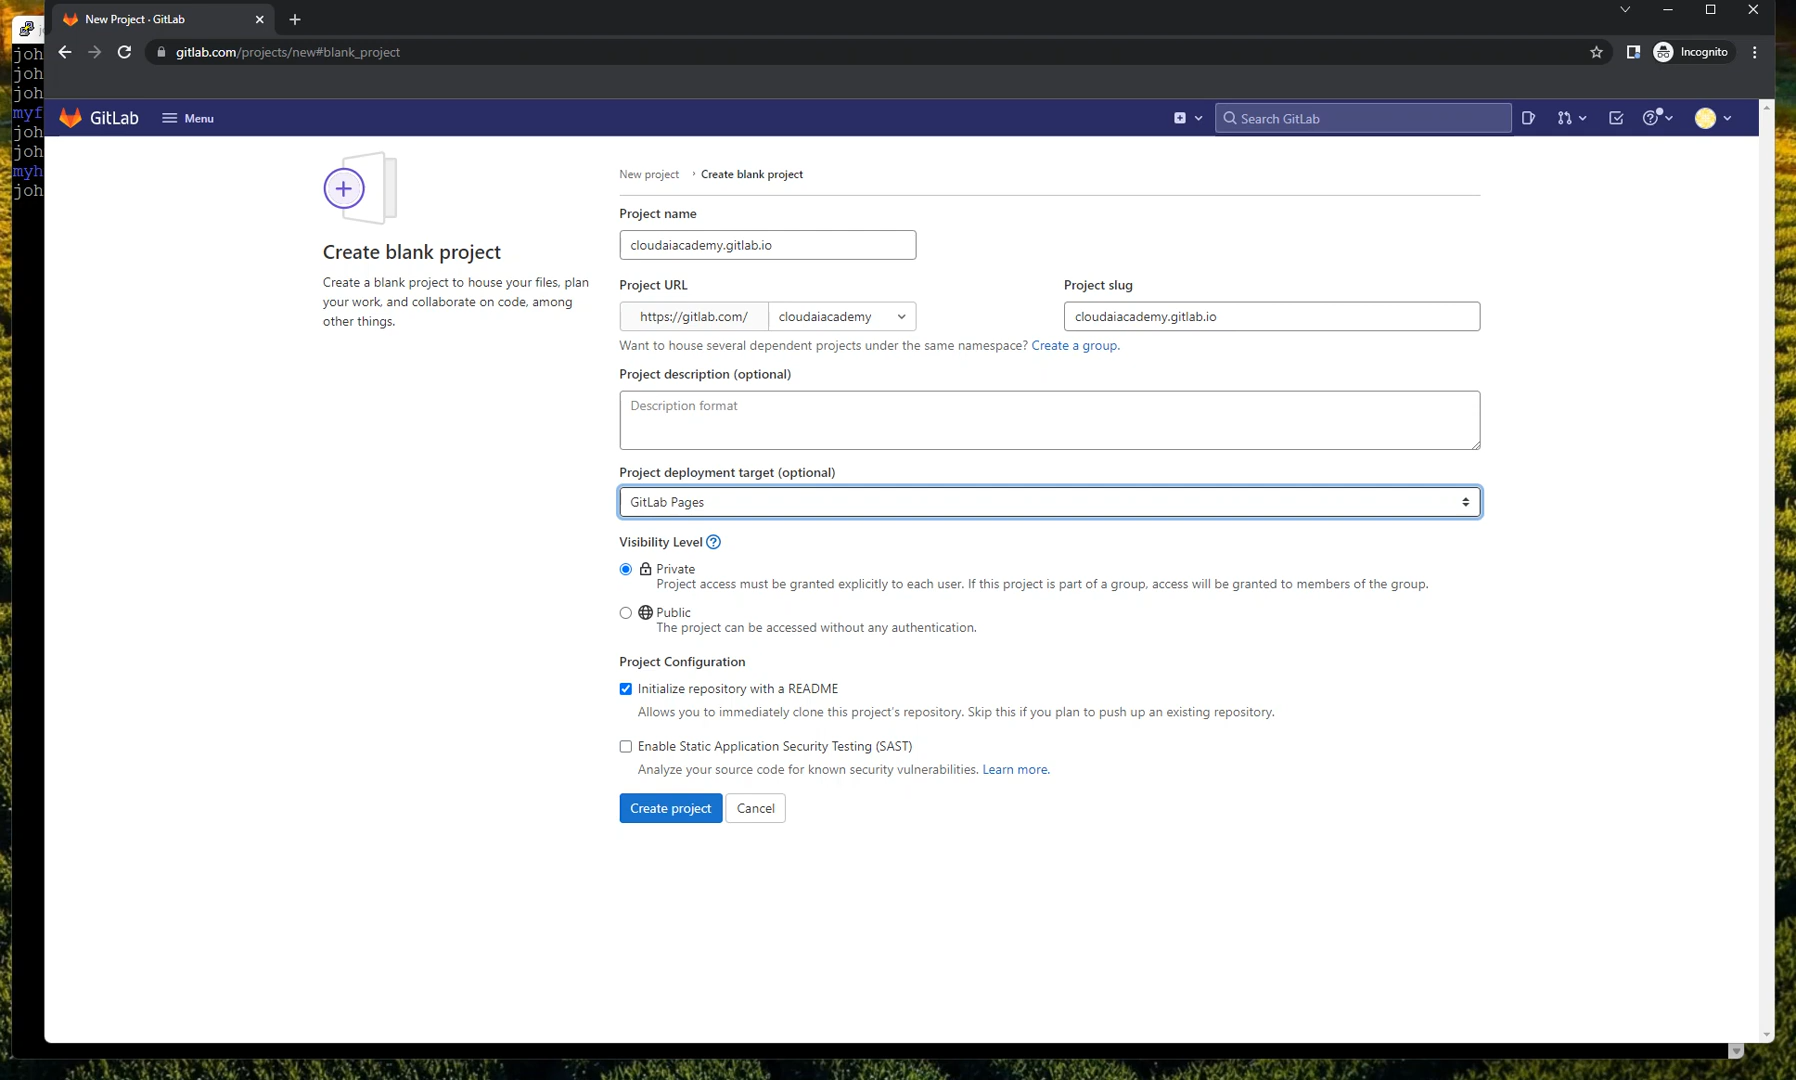 New Project · GitLab
gitlab.com/projects/new#blank_project
Incognito
joh
joh
joh
myf
joh
joh
myh
joh
GitLab
Menu
Search GitLab
New project › Create blank project
Create blank project
Create a blank project to house your files, plan
your work, and collaborate on code, among
other things.
Project name
cloudaiacademy.gitlab.io
Project URL
Project slug
https://gitlab.com/
cloudaiacademy
cloudaiacademy.gitlab.io
Want to house several dependent projects under the same namespace? Create a group.
Project description (optional)
Description format
Project deployment target (optional)
GitLab Pages
Visibility Level
Private
Project access must be granted explicitly to each user. If this project is part of a group, access will be granted to members of the group.
Public
The project can be accessed without any authentication.
Project Configuration
Initialize repository with a README
Allows you to immediately clone this project's repository. Skip this if you plan to push up an existing repository.
Enable Static Application Security Testing (SAST)
Analyze your source code for known security vulnerabilities. Learn more.
Create project
Cancel